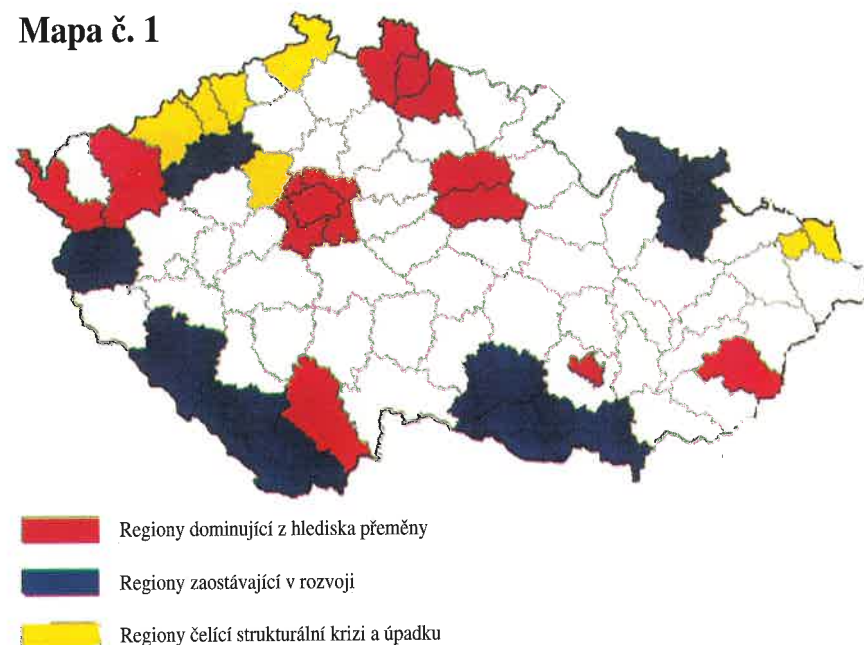 Mapa č. 1
Regiony dominující z hlediska přeměny
Regiony zaostávající v rozvoji
Regiony čelící strukturální krizi a úpadku